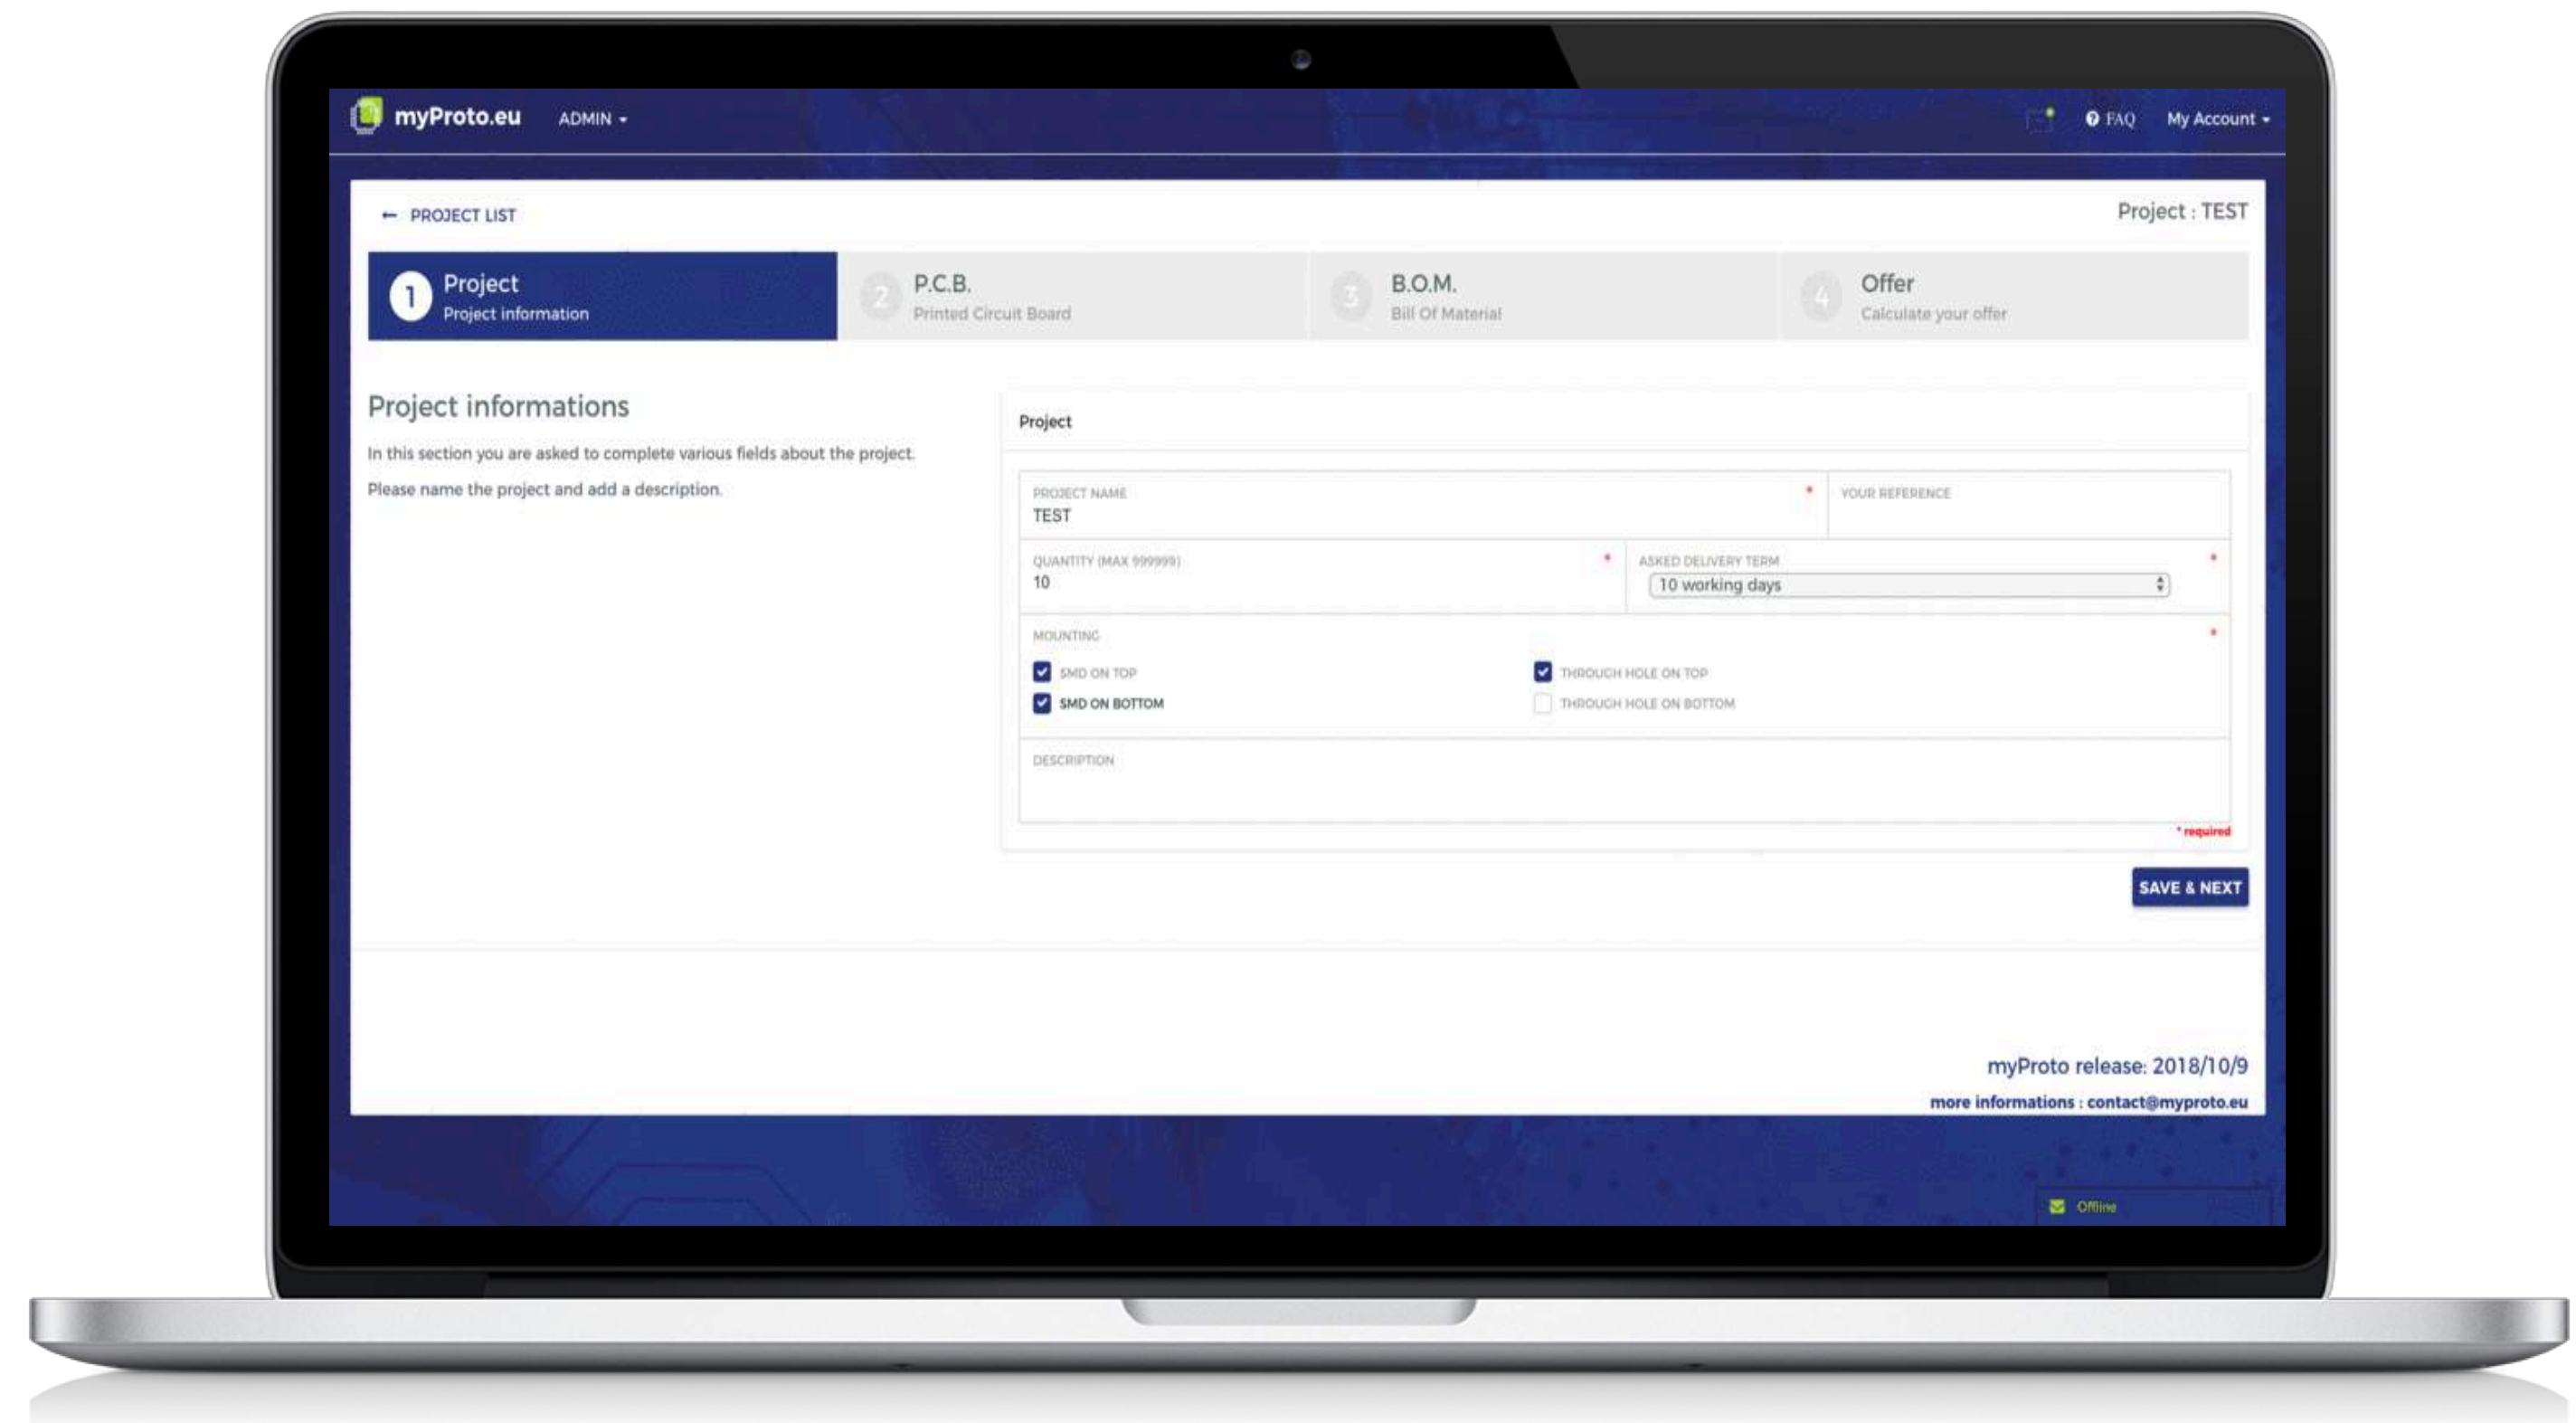 myProto.eu ADMIN FAQ My Account
← PROJECT LIST Project : TEST
1 Project 2 P.C.B. 3 B.O.M. 4 Offer
Project information Printed Circuit Board Bill Of Material Calculate your offer
Project informations
In this section you are asked to complete various fields about the project.
Please name the project and add a description.
Project
PROJECT NAME * YOUR REFERENCE
TEST
QUANTITY (MAX 999999) * ASKED DELIVERY TERM *
10 10 working days
MOUNTING *
SMD ON TOP THROUGH HOLE ON TOP
SMD ON BOTTOM THROUGH HOLE ON BOTTOM
DESCRIPTION
* required
SAVE & NEXT
myProto release: 2018/10/9
more informations : contact@myproto.eu
Offline